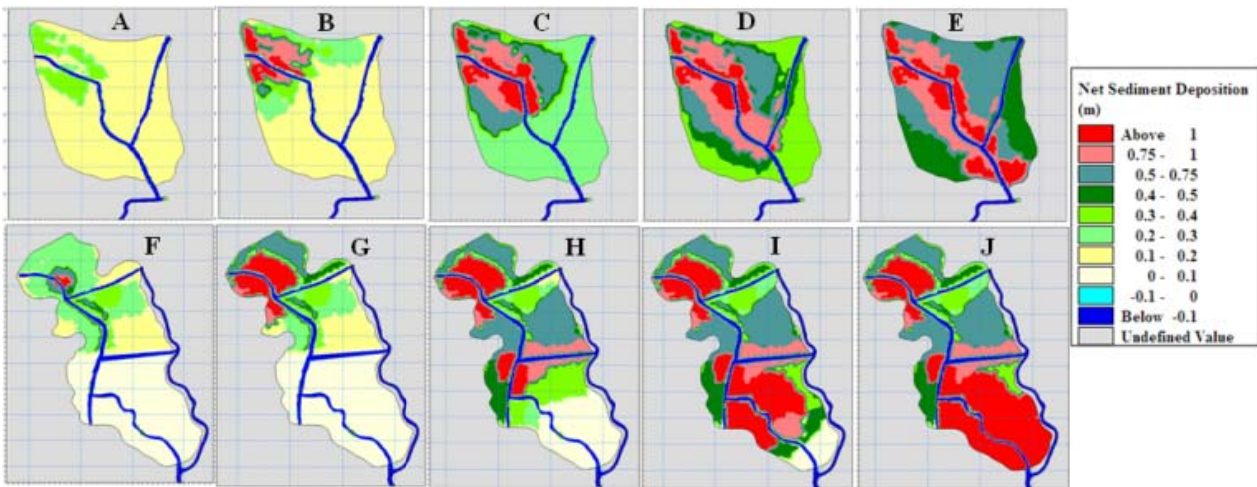 A B C D E
F G H I J
Net Sediment Deposition
(m)
Above 1
0.75 - 1
0.5 - 0.75
0.4 - 0.5
0.3 - 0.4
0.2 - 0.3
0.1 - 0.2
0 - 0.1
-0.1 - 0
Below -0.1
Undefined Value